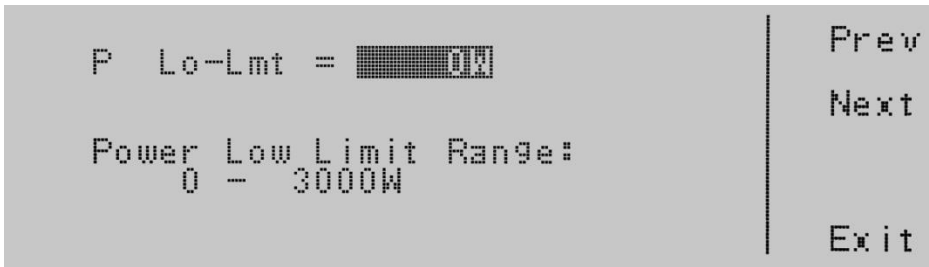 P Lo-Lmt = 0W
Power Low Limit Range:
0 - 3000W
Prev
Next
Exit